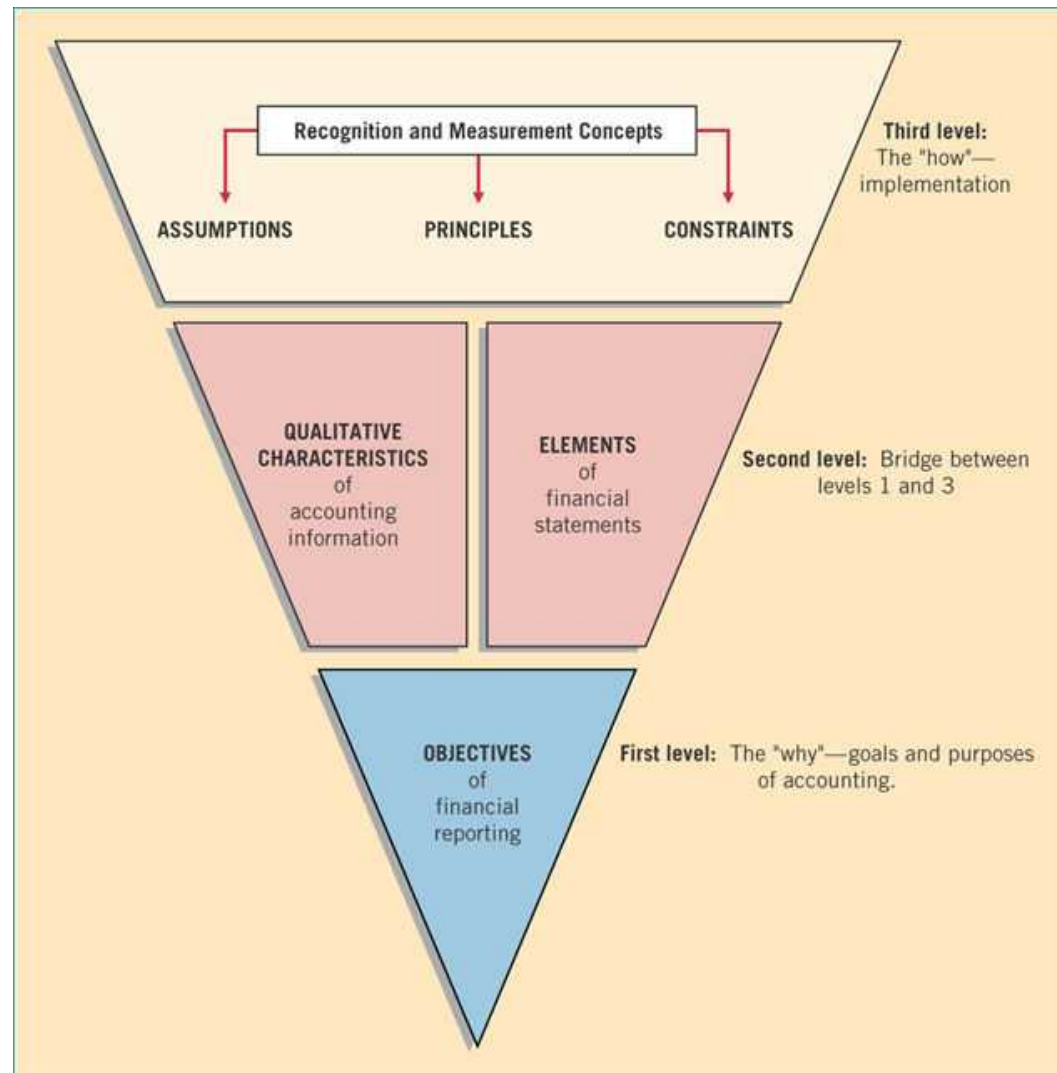 Recognition and Measurement Concepts
ASSUMPTIONS
PRINCIPLES
CONSTRAINTS
Third level:
The "how"—
implementation
QUALITATIVE
CHARACTERISTICS
of
accounting
information
ELEMENTS
of
financial
statements
Second level: Bridge between
levels 1 and 3
OBJECTIVES
of
financial
reporting
First level: The "why"—goals and purposes
of accounting.